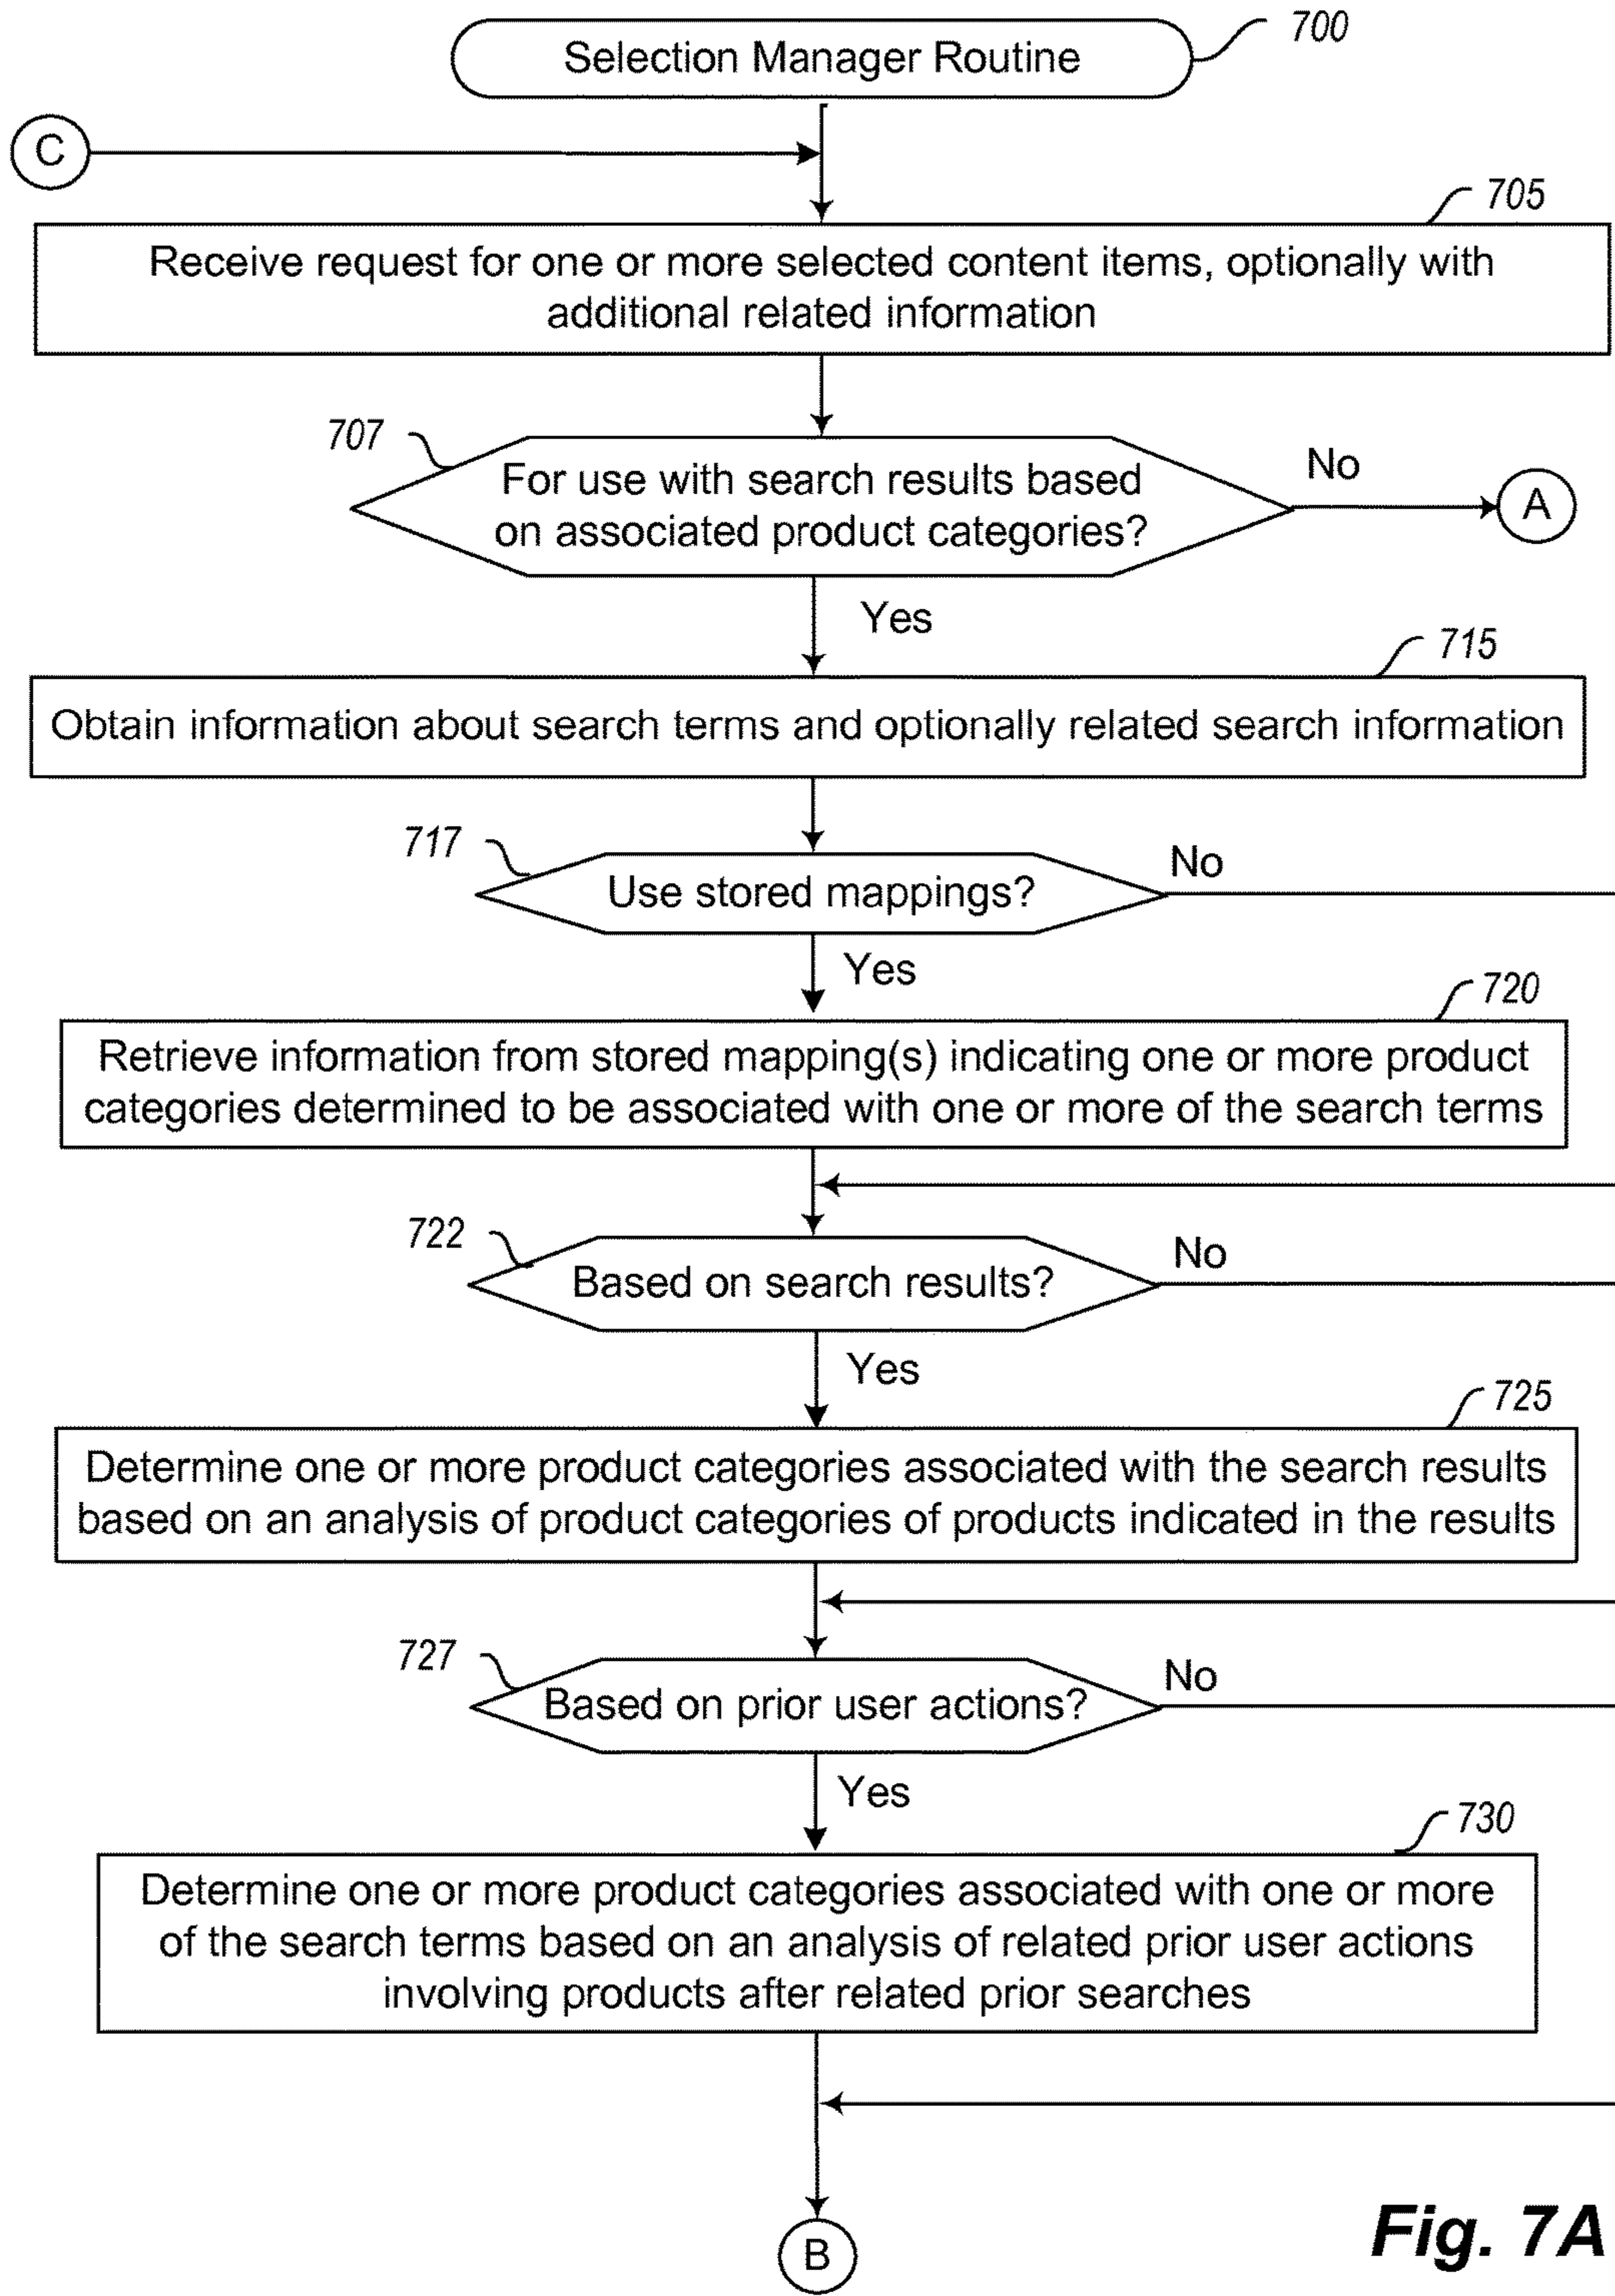 Selection Manager Routine
700
C
705
Receive request for one or more selected content items, optionally with
additional related information
707
For use with search results based
on associated product categories?
No
A
Yes
715
Obtain information about search terms and optionally related search information
717
Use stored mappings?
No
Yes
720
Retrieve information from stored mapping(s) indicating one or more product
categories determined to be associated with one or more of the search terms
722
Based on search results?
No
Yes
725
Determine one or more product categories associated with the search results
based on an analysis of product categories of products indicated in the results
727
Based on prior user actions?
No
Yes
730
Determine one or more product categories associated with one or more
of the search terms based on an analysis of related prior user actions
involving products after related prior searches
B
Fig. 7A